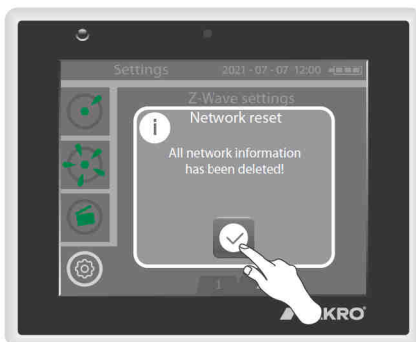 Settings 2021 - 07 - 07 12:00
Z-Wave settings
i
Network reset
All network information
has been deleted!
1
KRO